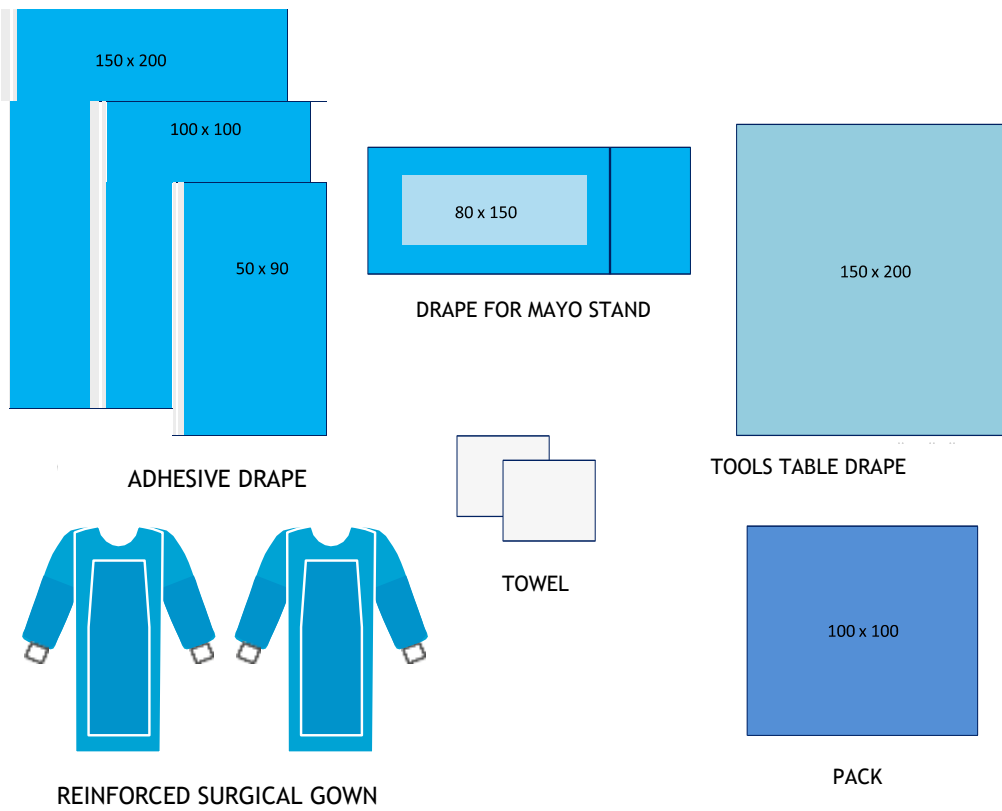 150 x 200
100 x 100
50 x 90
ADHESIVE DRAPE
80 x 150
DRAPE FOR MAYO STAND
150 x 200
TOOLS TABLE DRAPE
TOWEL
REINFORCED SURGICAL GOWN
100 x 100
PACK